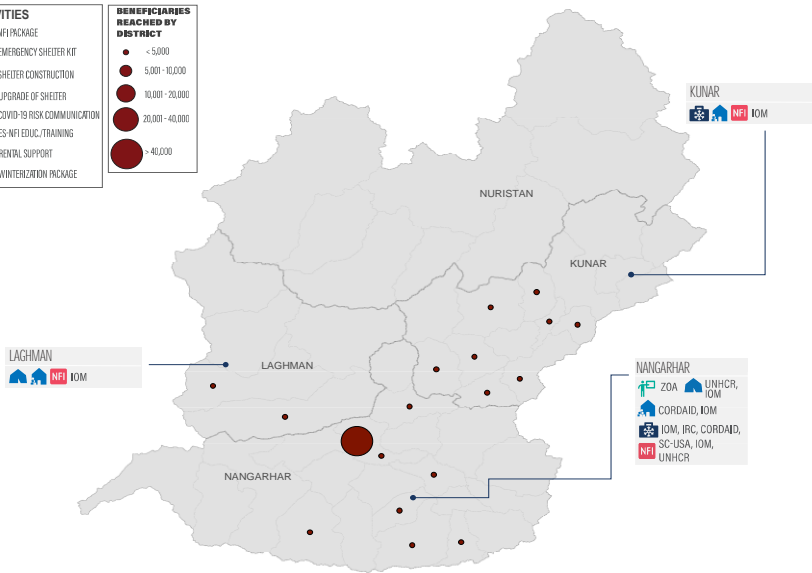 VITIES
NFI PACKAGE
EMERGENCY SHELTER KIT
SHELTER CONSTRUCTION
UPGRADE OF SHELTER
COVID-19 RISK COMMUNICATION
ES-NFI EDUC./TRAINING
RENTAL SUPPORT
WINTERIZATION PACKAGE
BENEFICIARIES
REACHED BY
DISTRICT
< 5,000
5,001 - 10,000
10,001 - 20,000
20,001 - 40,000
> 40,000
KUNAR
NFI IOM
NURISTAN
KUNAR
LAGHMAN
NFI IOM
LAGHMAN
NANGARHAR
ZOA UNHCR,
IOM
CORDAID, IOM
IOM, IRC, CORDAID,
NFI SC-USA, IOM,
UNHCR
NANGARHAR